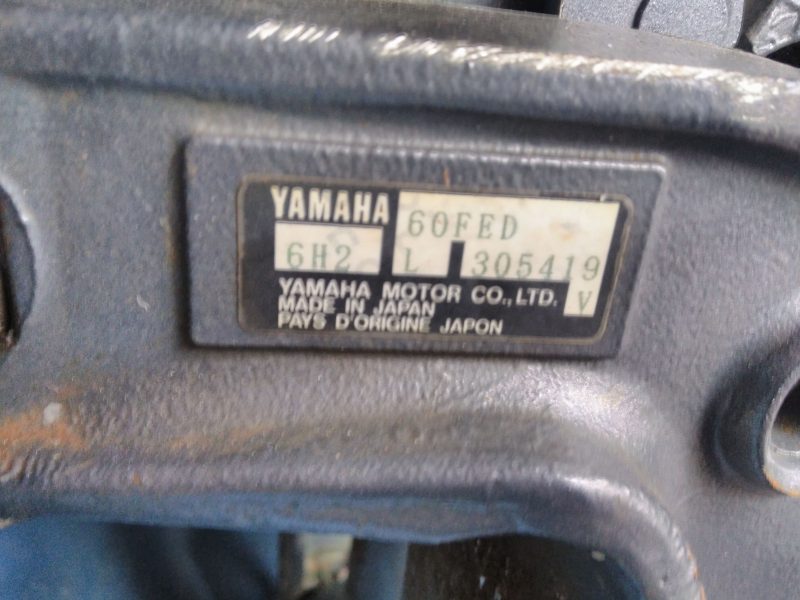 YAMAHA 60FED
6H2 L 305419
YAMAHA MOTOR CO., LTD. V
MADE IN JAPAN
PAYS D'ORIGINE JAPON